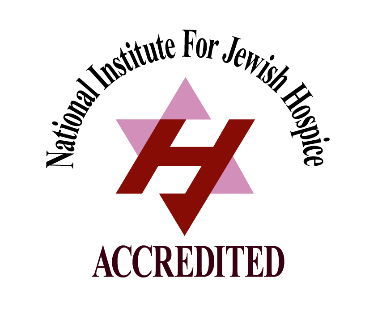 National Institute For Jewish Hospice
H
ACCREDITED